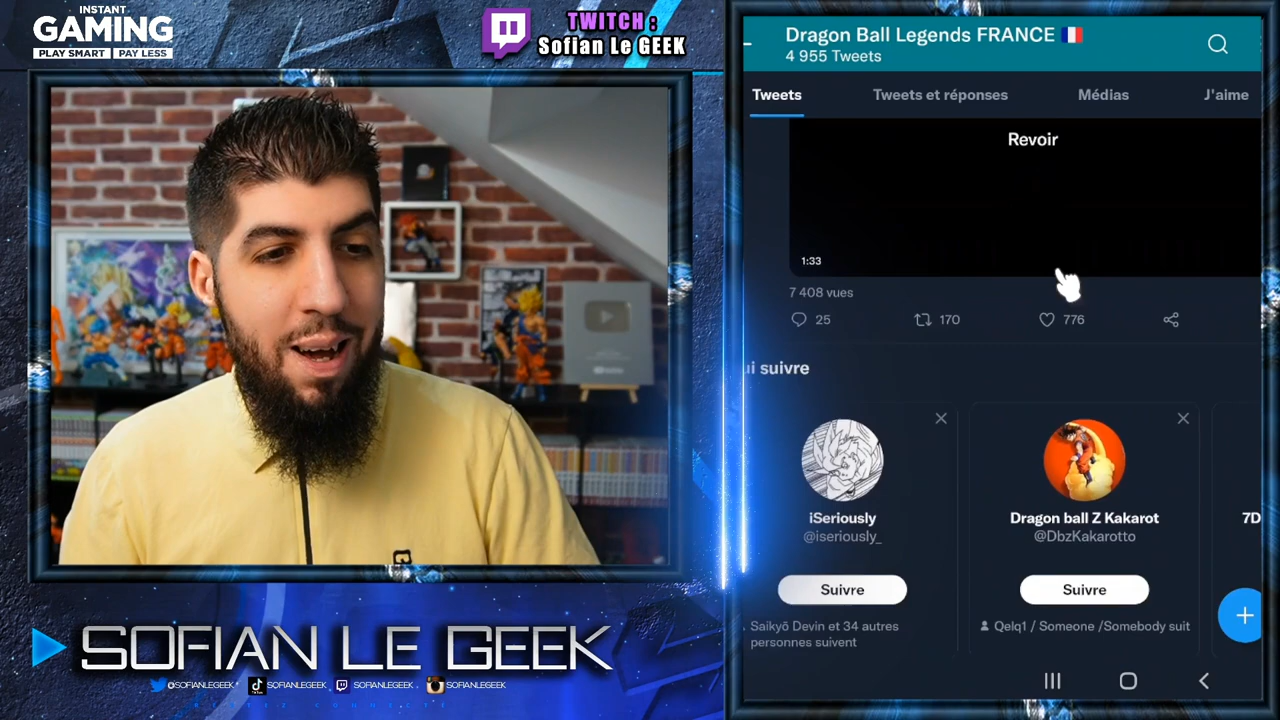 INSTANT
GAMING
PLAY SMART | PAY LESS
TWITCH :
Sofian Le GEEK
Dragon Ball Legends FRANCE
4 955 Tweets
Tweets
Tweets et réponses
Médias
J'aime
Revoir
1:33
7 408 vues
25
170
776
ui suivre
iSeriously
@iseriously_
Suivre
Saikyō Devin et 34 autres
personnes suivent
Dragon ball Z Kakarot
@DbzKakarotto
Suivre
Qelq1 / Someone /Somebody suit
7D
SOFIAN LE GEEK
@SOFIANLEGEEK
SOFIANLEGEEK
SOFIANLEGEEK
SOFIANLEGEEK
RESTEZ CONNECTÉ